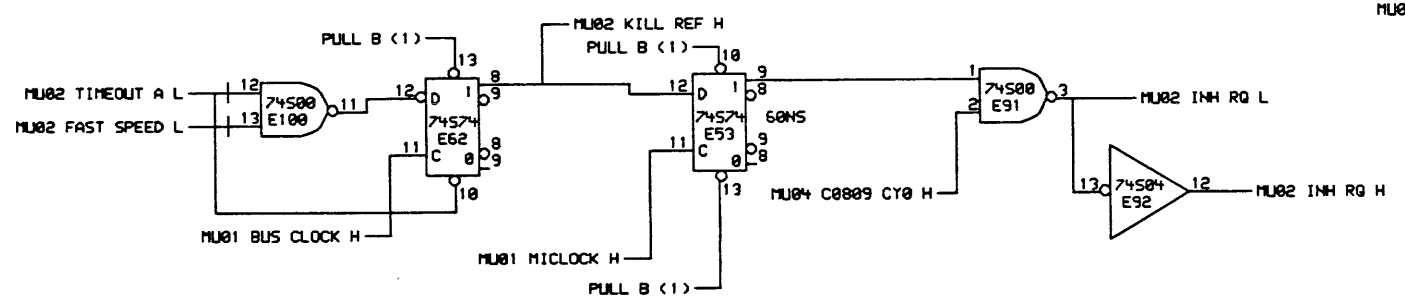 MU0
MU02 KILL REF H
PULL B (1)
PULL B (1)
13
10
MU02 TIMEOUT A L
12
74S00
E100
11
13
MU02 FAST SPEED L
12
D
1
8
9
74S74
E62
11
C
0
8
9
10
MU01 BUS CLOCK H
12
D
1
9
8
74S74
E53
60NS
11
C
0
9
8
13
MU01 MICLOCK H
PULL B (1)
1
74S00
E91
2
3
MU04 C0809 CY0 H
MU02 INH RQ L
13
74S04
E92
12
MU02 INH RQ H